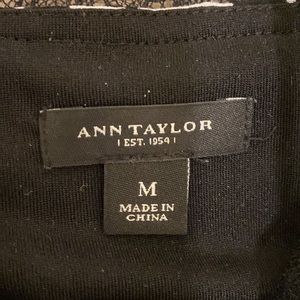 ANN TAYLOR
| EST. 1954 |
M
MADE IN
CHINA